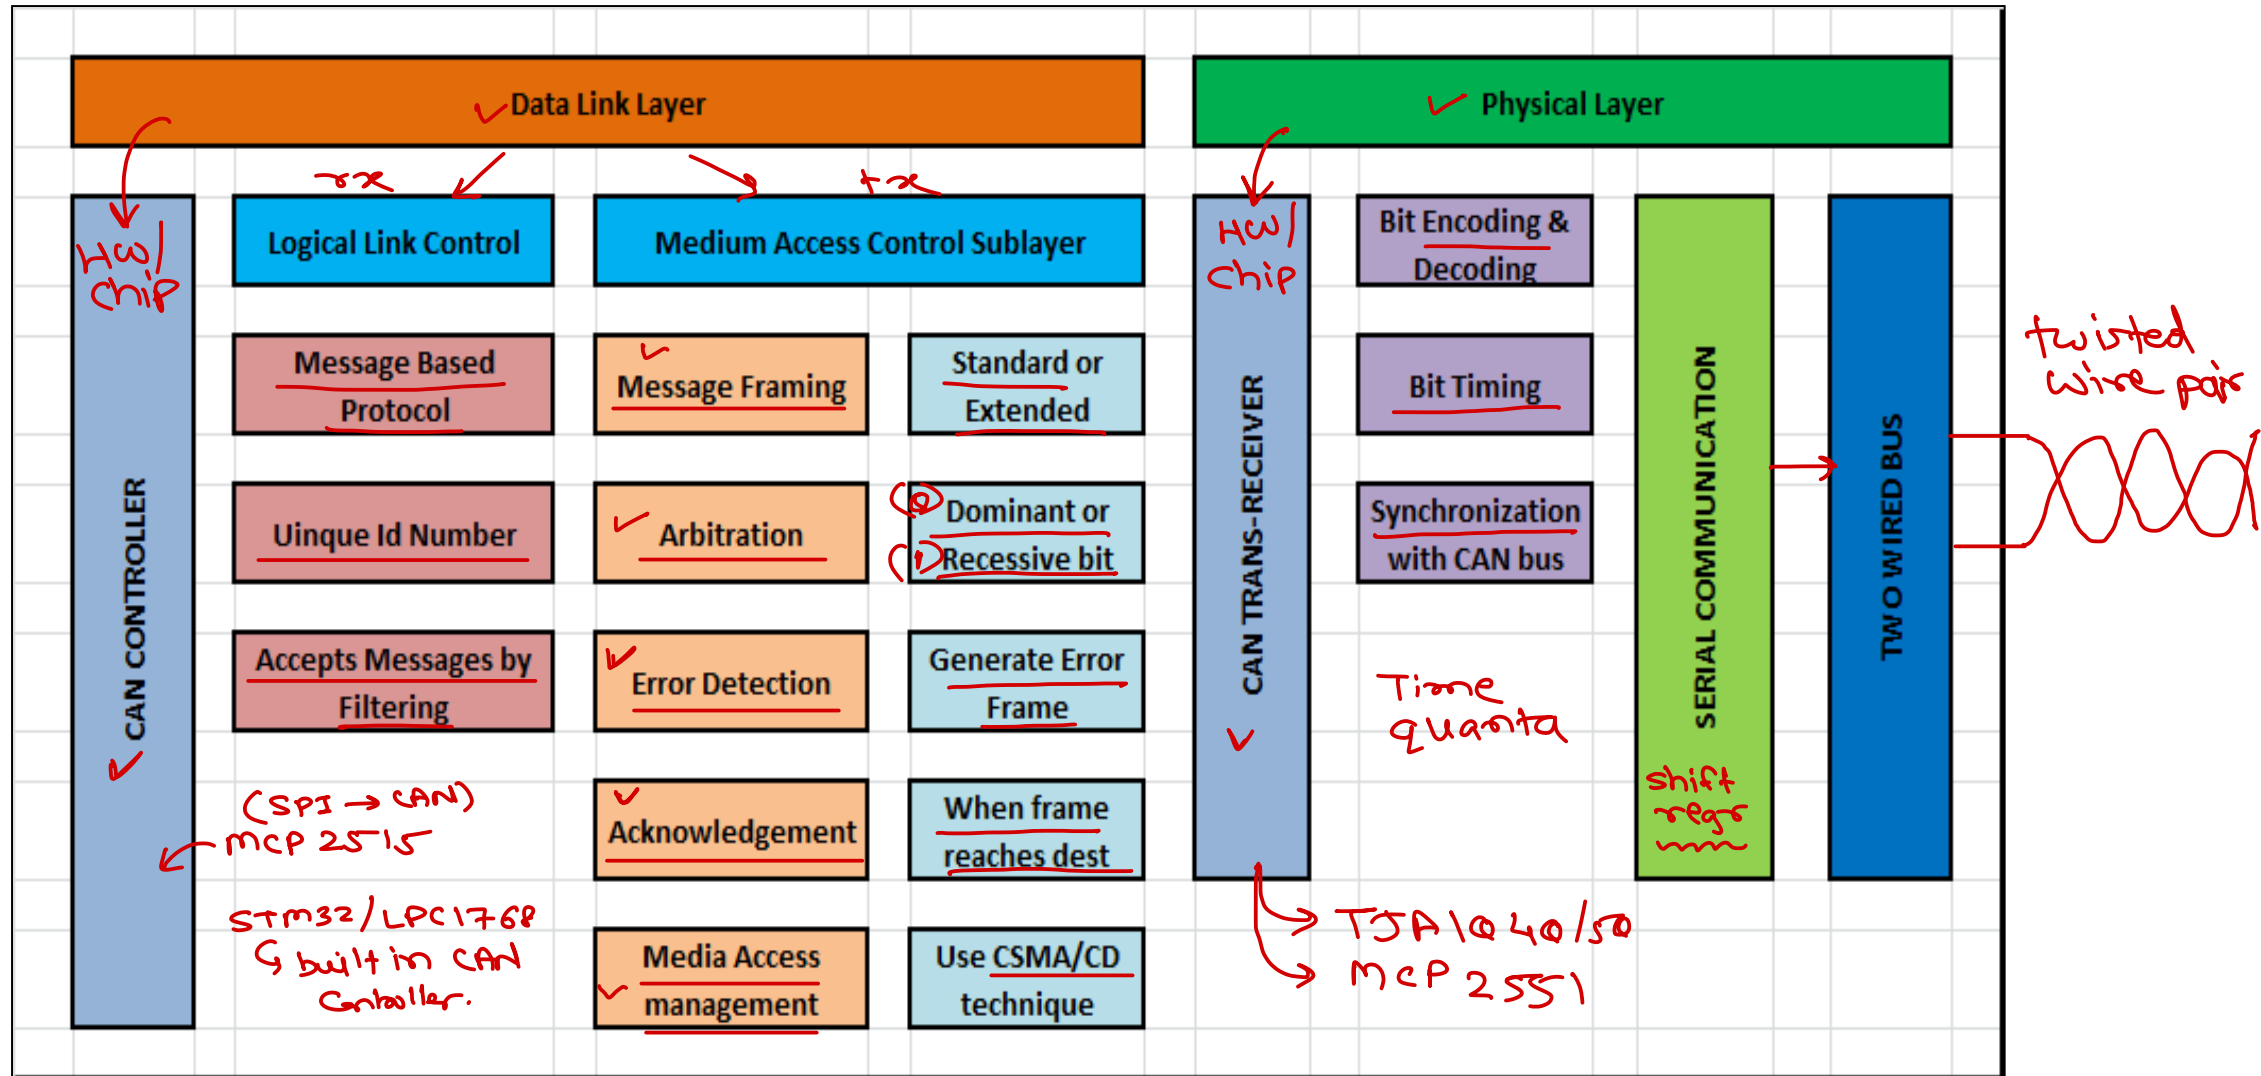 Data Link Layer
Physical Layer
rx
tx
HW/
chip
CAN CONTROLLER
Logical Link Control
Medium Access Control Sublayer
HW/
chip
CAN TRANS-RECEIVER
Bit Encoding &
Decoding
SERIAL COMMUNICATION
TWO WIRED BUS
Message Based
Protocol
Message Framing
Standard or
Extended
Bit Timing
twisted
wire pair
Uinque Id Number
Arbitration
(0)
Dominant or
(1)
Recessive bit
Synchronization
with CAN bus
Accepts Messages by
Filtering
Error Detection
Generate Error
Frame
Time
quanta
(SPI → CAN)
MCP 2515
Acknowledgement
When frame
reaches dest
shift
regr
STM32/LPC1768
built in CAN
Controller.
Media Access
management
Use CSMA/CD
technique
TJA1040/50
MCP 2551